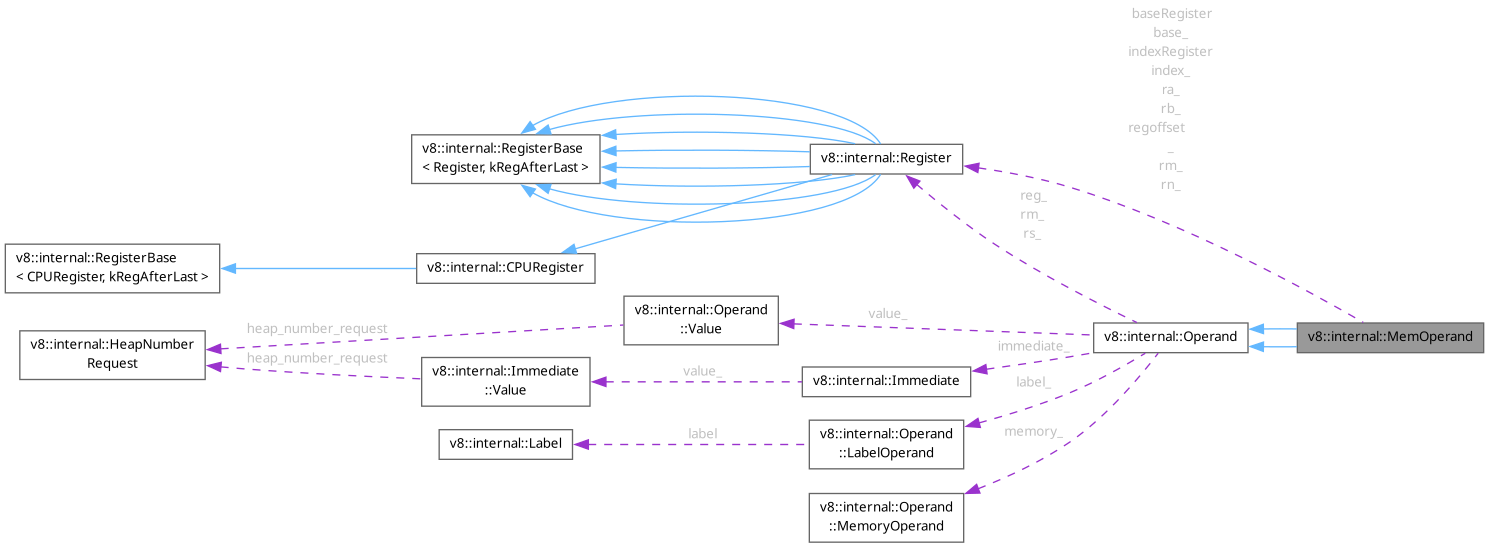 baseRegister
base_
indexRegister
index_
ra_
rb_
regoffset
_
rm_
rn_
v8::internal::RegisterBase
< Register, kRegAfterLast >
v8::internal::Register
reg_
rm_
rs_
v8::internal::RegisterBase
< CPURegister, kRegAfterLast >
v8::internal::CPURegister
v8::internal::Operand
::Value
value_
heap_number_request
v8::internal::HeapNumber
Request
heap_number_request
v8::internal::Operand
v8::internal::MemOperand
immediate_
v8::internal::Immediate
::Value
value_
v8::internal::Immediate
label_
v8::internal::Label
label
v8::internal::Operand
::LabelOperand
memory_
v8::internal::Operand
::MemoryOperand